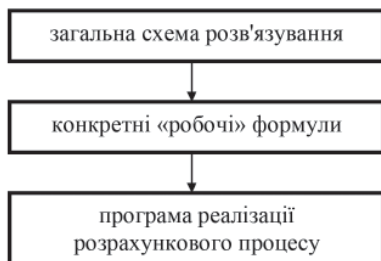 загальна схема розв'язування
конкретні «робочі» формули
програма реалізації
розрахункового процесу